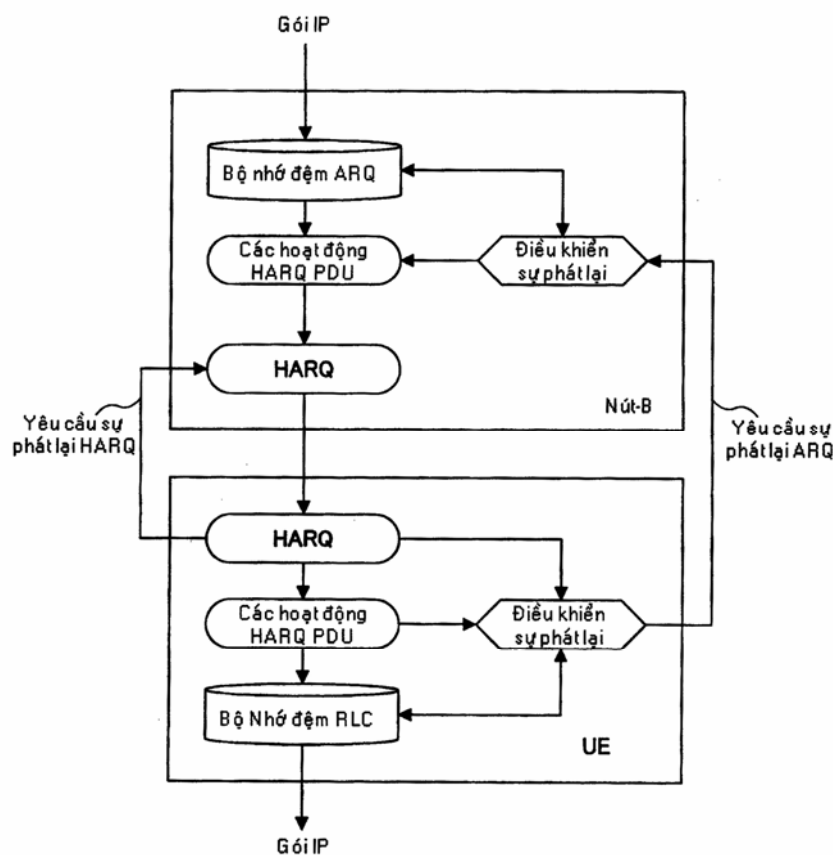 Gói IP
Bộ nhớ đệm ARQ
Các hoạt động
HARQ PDU
Điều khiển
sự phát lại
HARQ
Nút-B
Yêu cầu sự
phát lại HARQ
Yêu cầu sự
phát lại ARQ
HARQ
Các hoạt động
HARQ PDU
Điều khiển
sự phát lại
Bộ Nhớ đệm RLC
UE
Gói IP